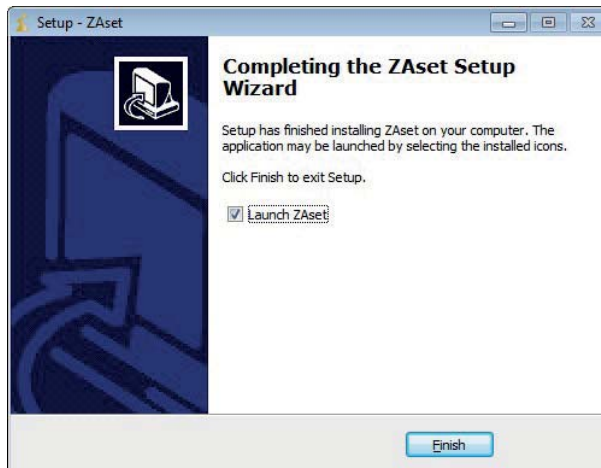 Setup - ZAset
Completing the ZAset Setup
Wizard
Setup has finished installing ZAset on your computer. The
application may be launched by selecting the installed icons.
Click Finish to exit Setup.
Launch ZAset
Finish